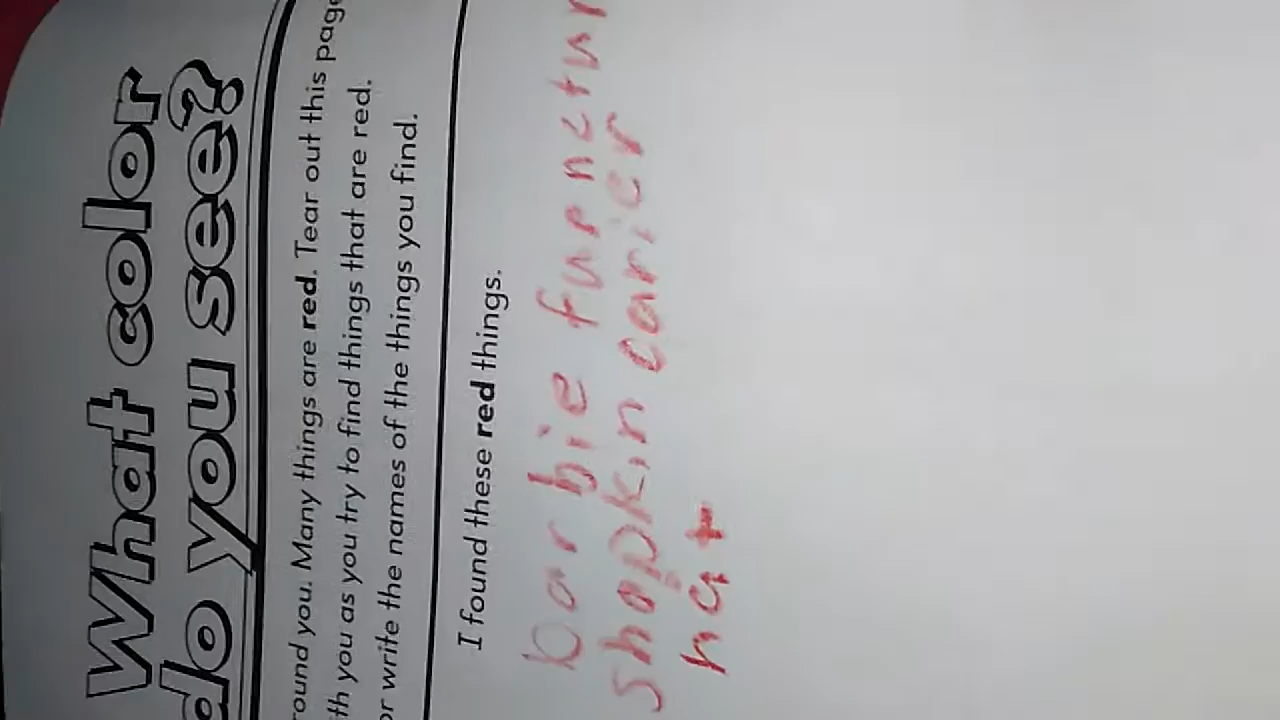 What color
do you see?
round you. Many things are red. Tear out this page
th you as you try to find things that are red.
or write the names of the things you find.
I found these red things.
barbie furnctur
shopkin carier
hat